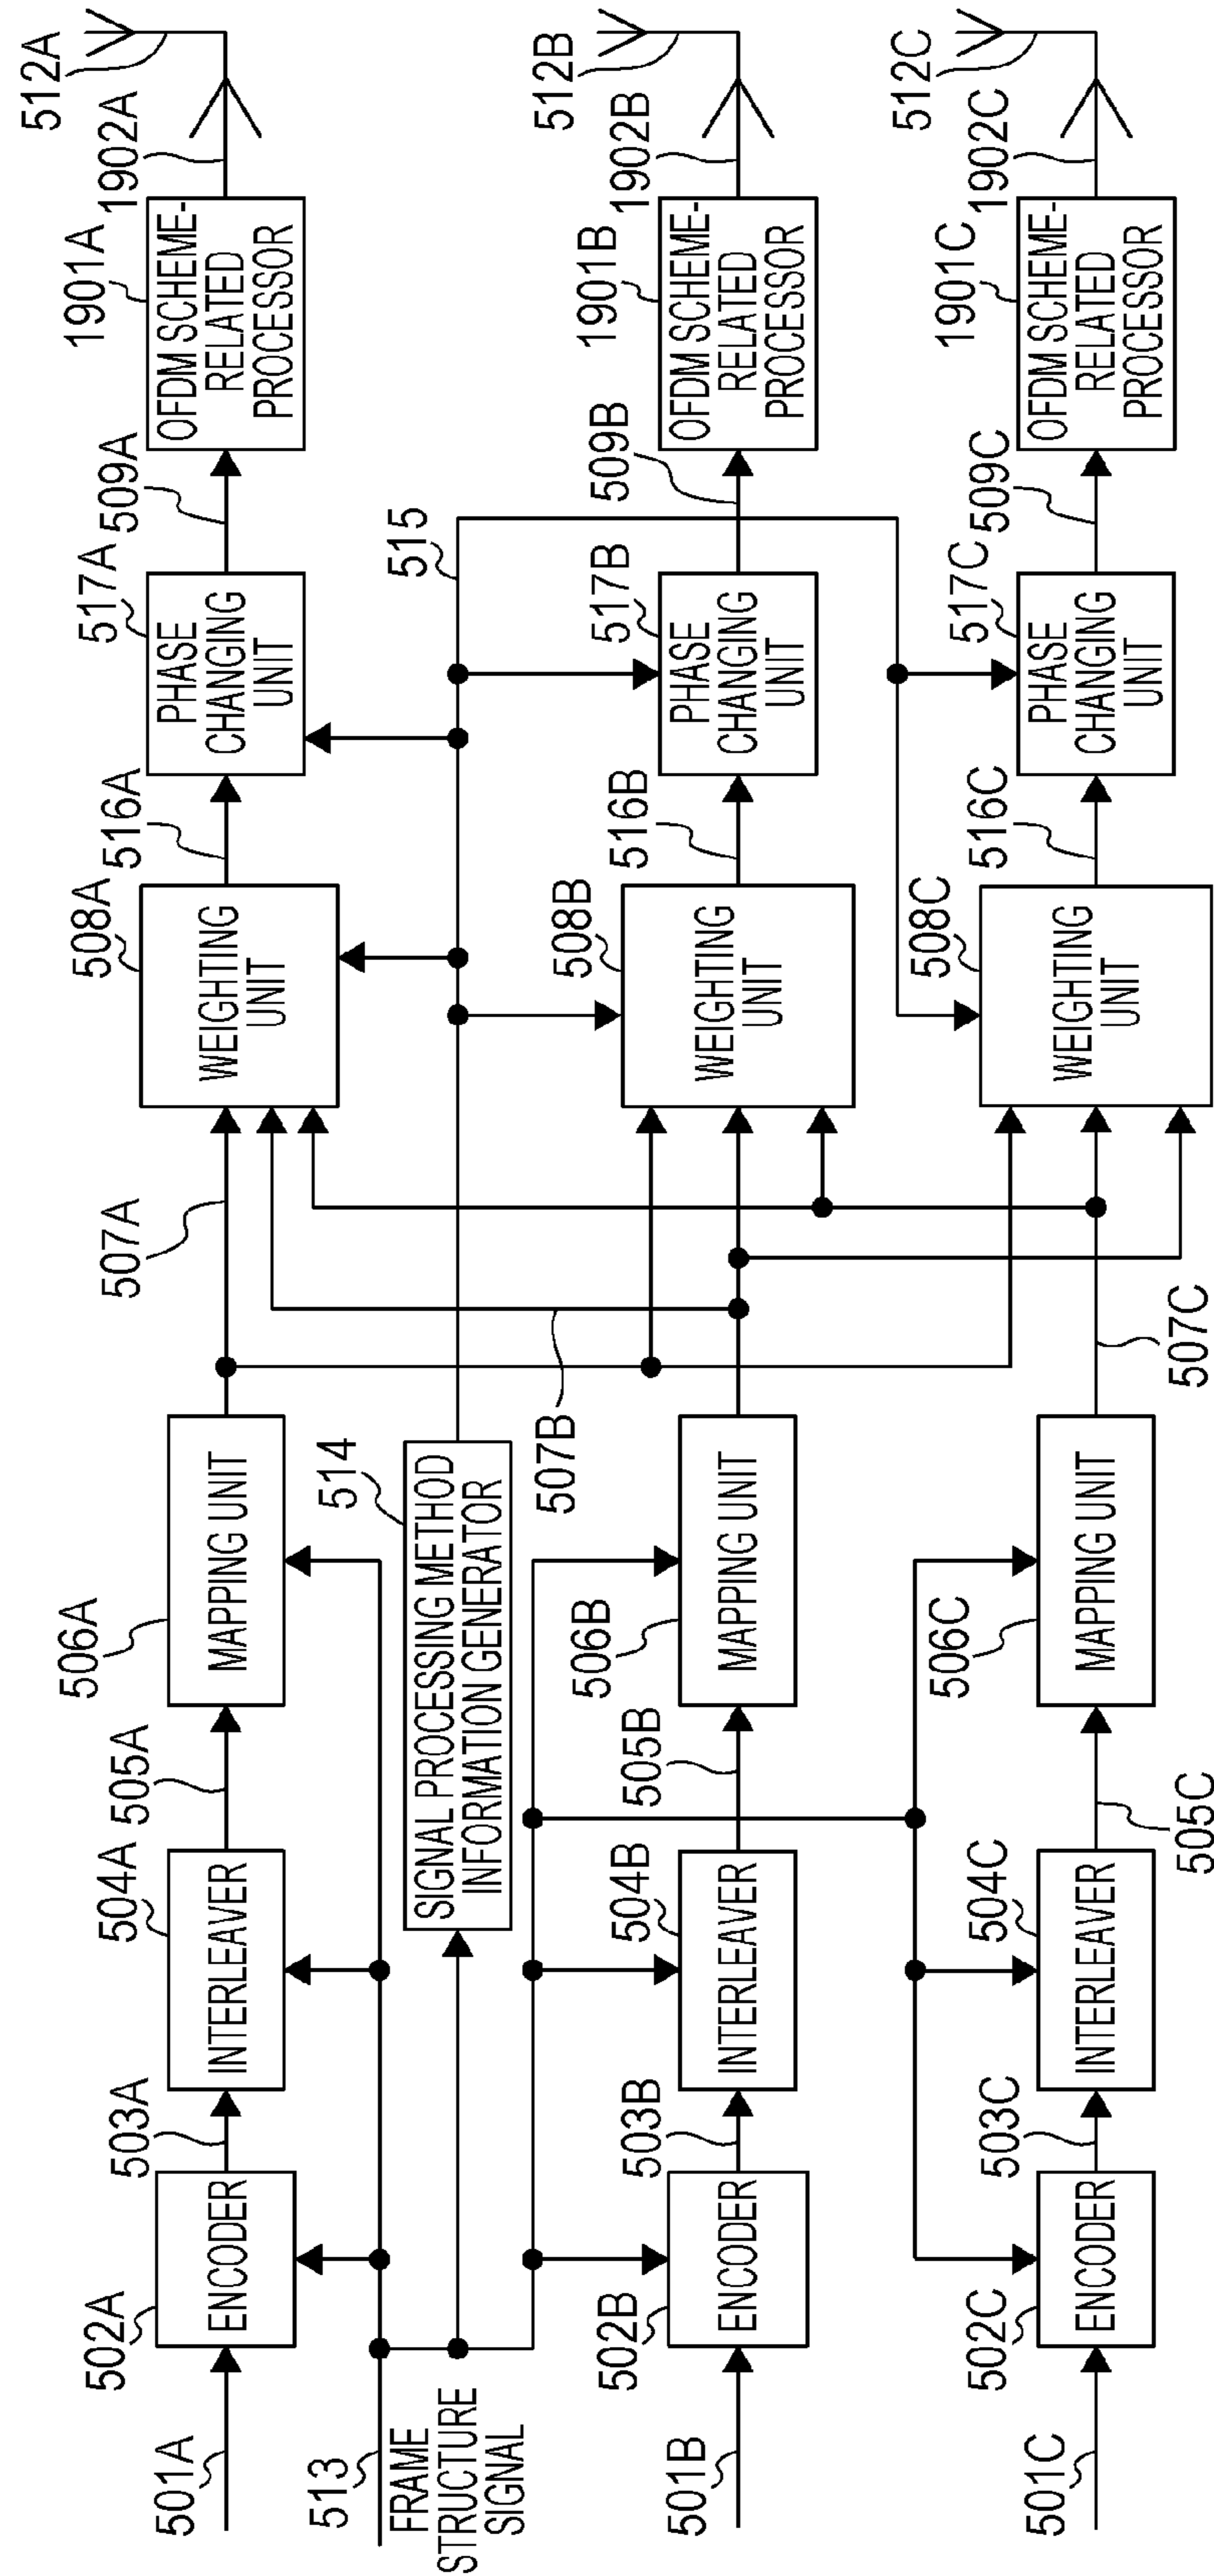 501A
502A
ENCODER
503A
504A
INTERLEAVER
505A
506A
MAPPING UNIT
507A
508A
WEIGHTING
UNIT
516A
517A
PHASE
CHANGING
UNIT
509A
1901A
OFDM SCHEME-
RELATED
PROCESSOR
1902A
512A
513
FRAME
STRUCTURE
SIGNAL
514
SIGNAL PROCESSING METHOD
INFORMATION GENERATOR
515
501B
502B
ENCODER
503B
504B
INTERLEAVER
505B
506B
MAPPING UNIT
507B
508B
WEIGHTING
UNIT
516B
517B
PHASE
CHANGING
UNIT
509B
1901B
OFDM SCHEME-
RELATED
PROCESSOR
1902B
512B
501C
502C
ENCODER
503C
504C
INTERLEAVER
505C
506C
MAPPING UNIT
507C
508C
WEIGHTING
UNIT
516C
517C
PHASE
CHANGING
UNIT
509C
1901C
OFDM SCHEME-
RELATED
PROCESSOR
1902C
512C